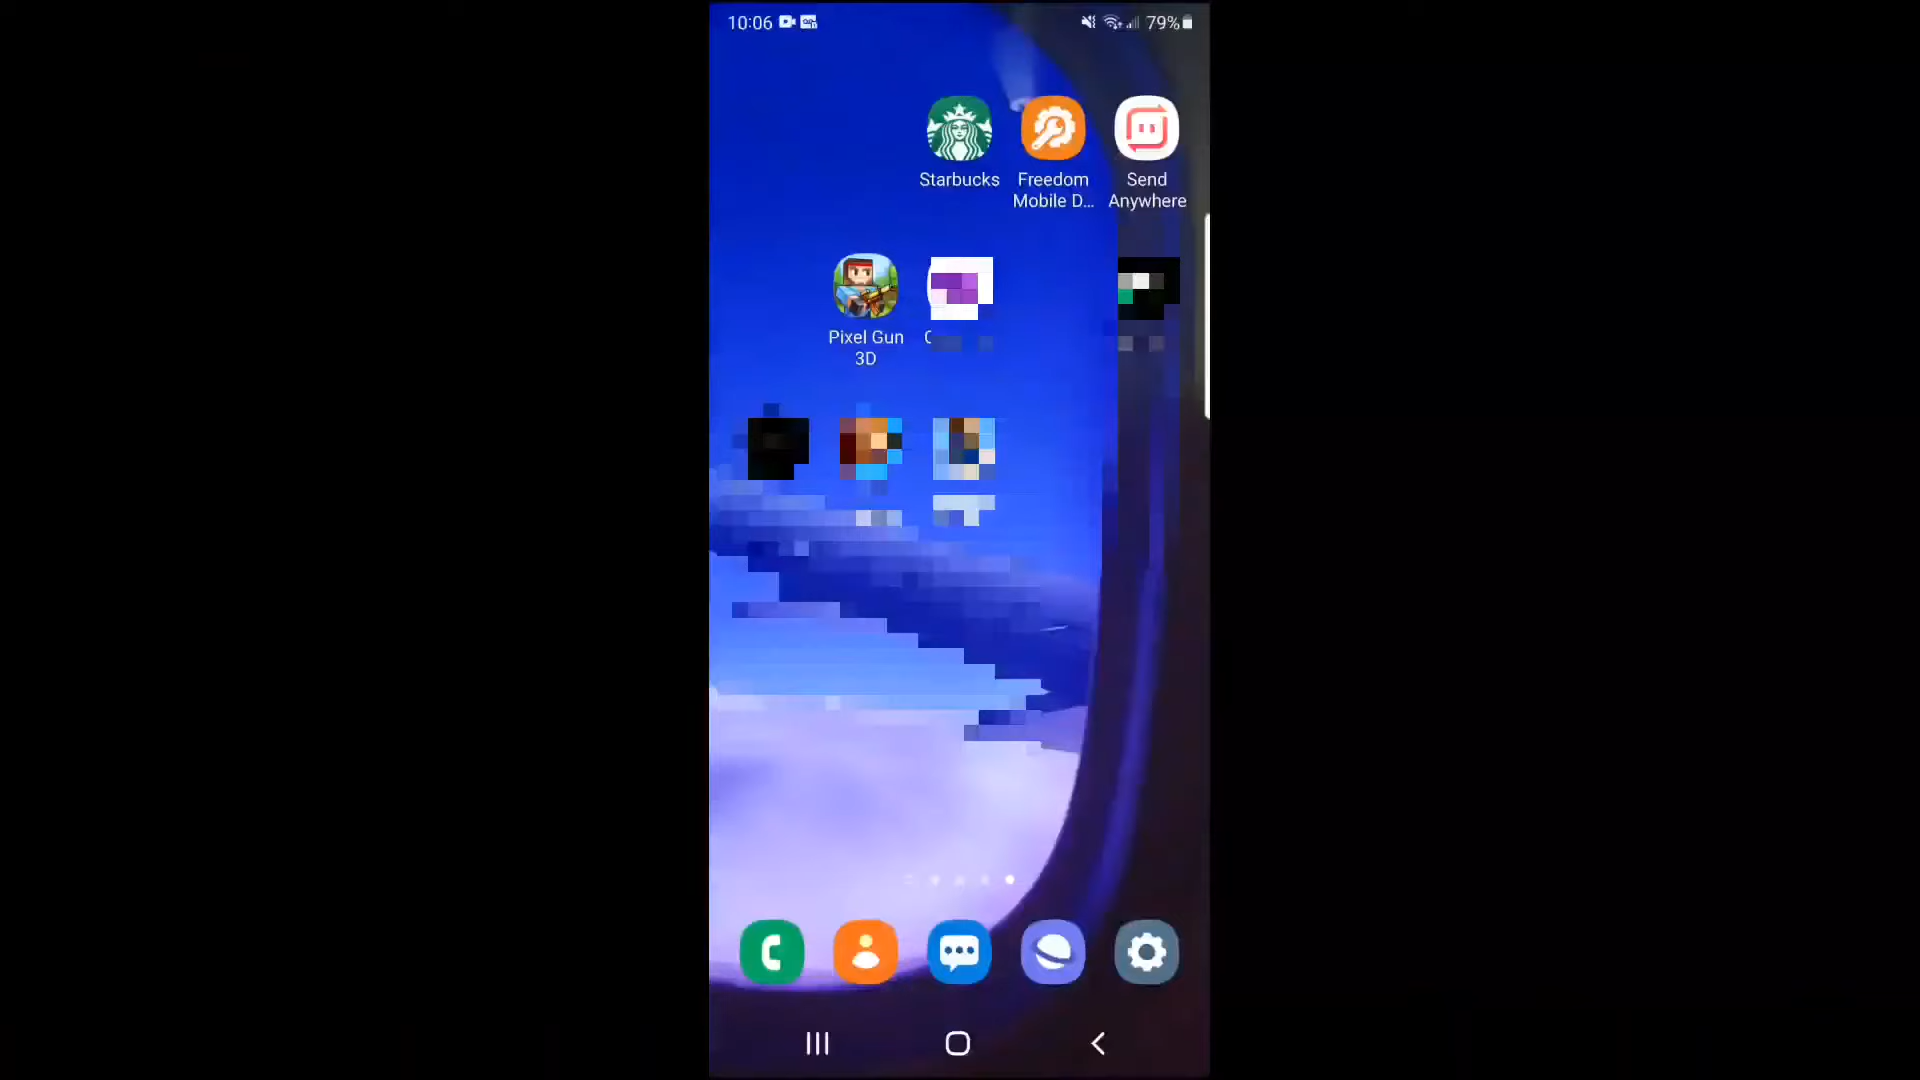 10:06
79%
Starbucks
Freedom
Mobile D...
Send
Anywhere
Pixel Gun
3D